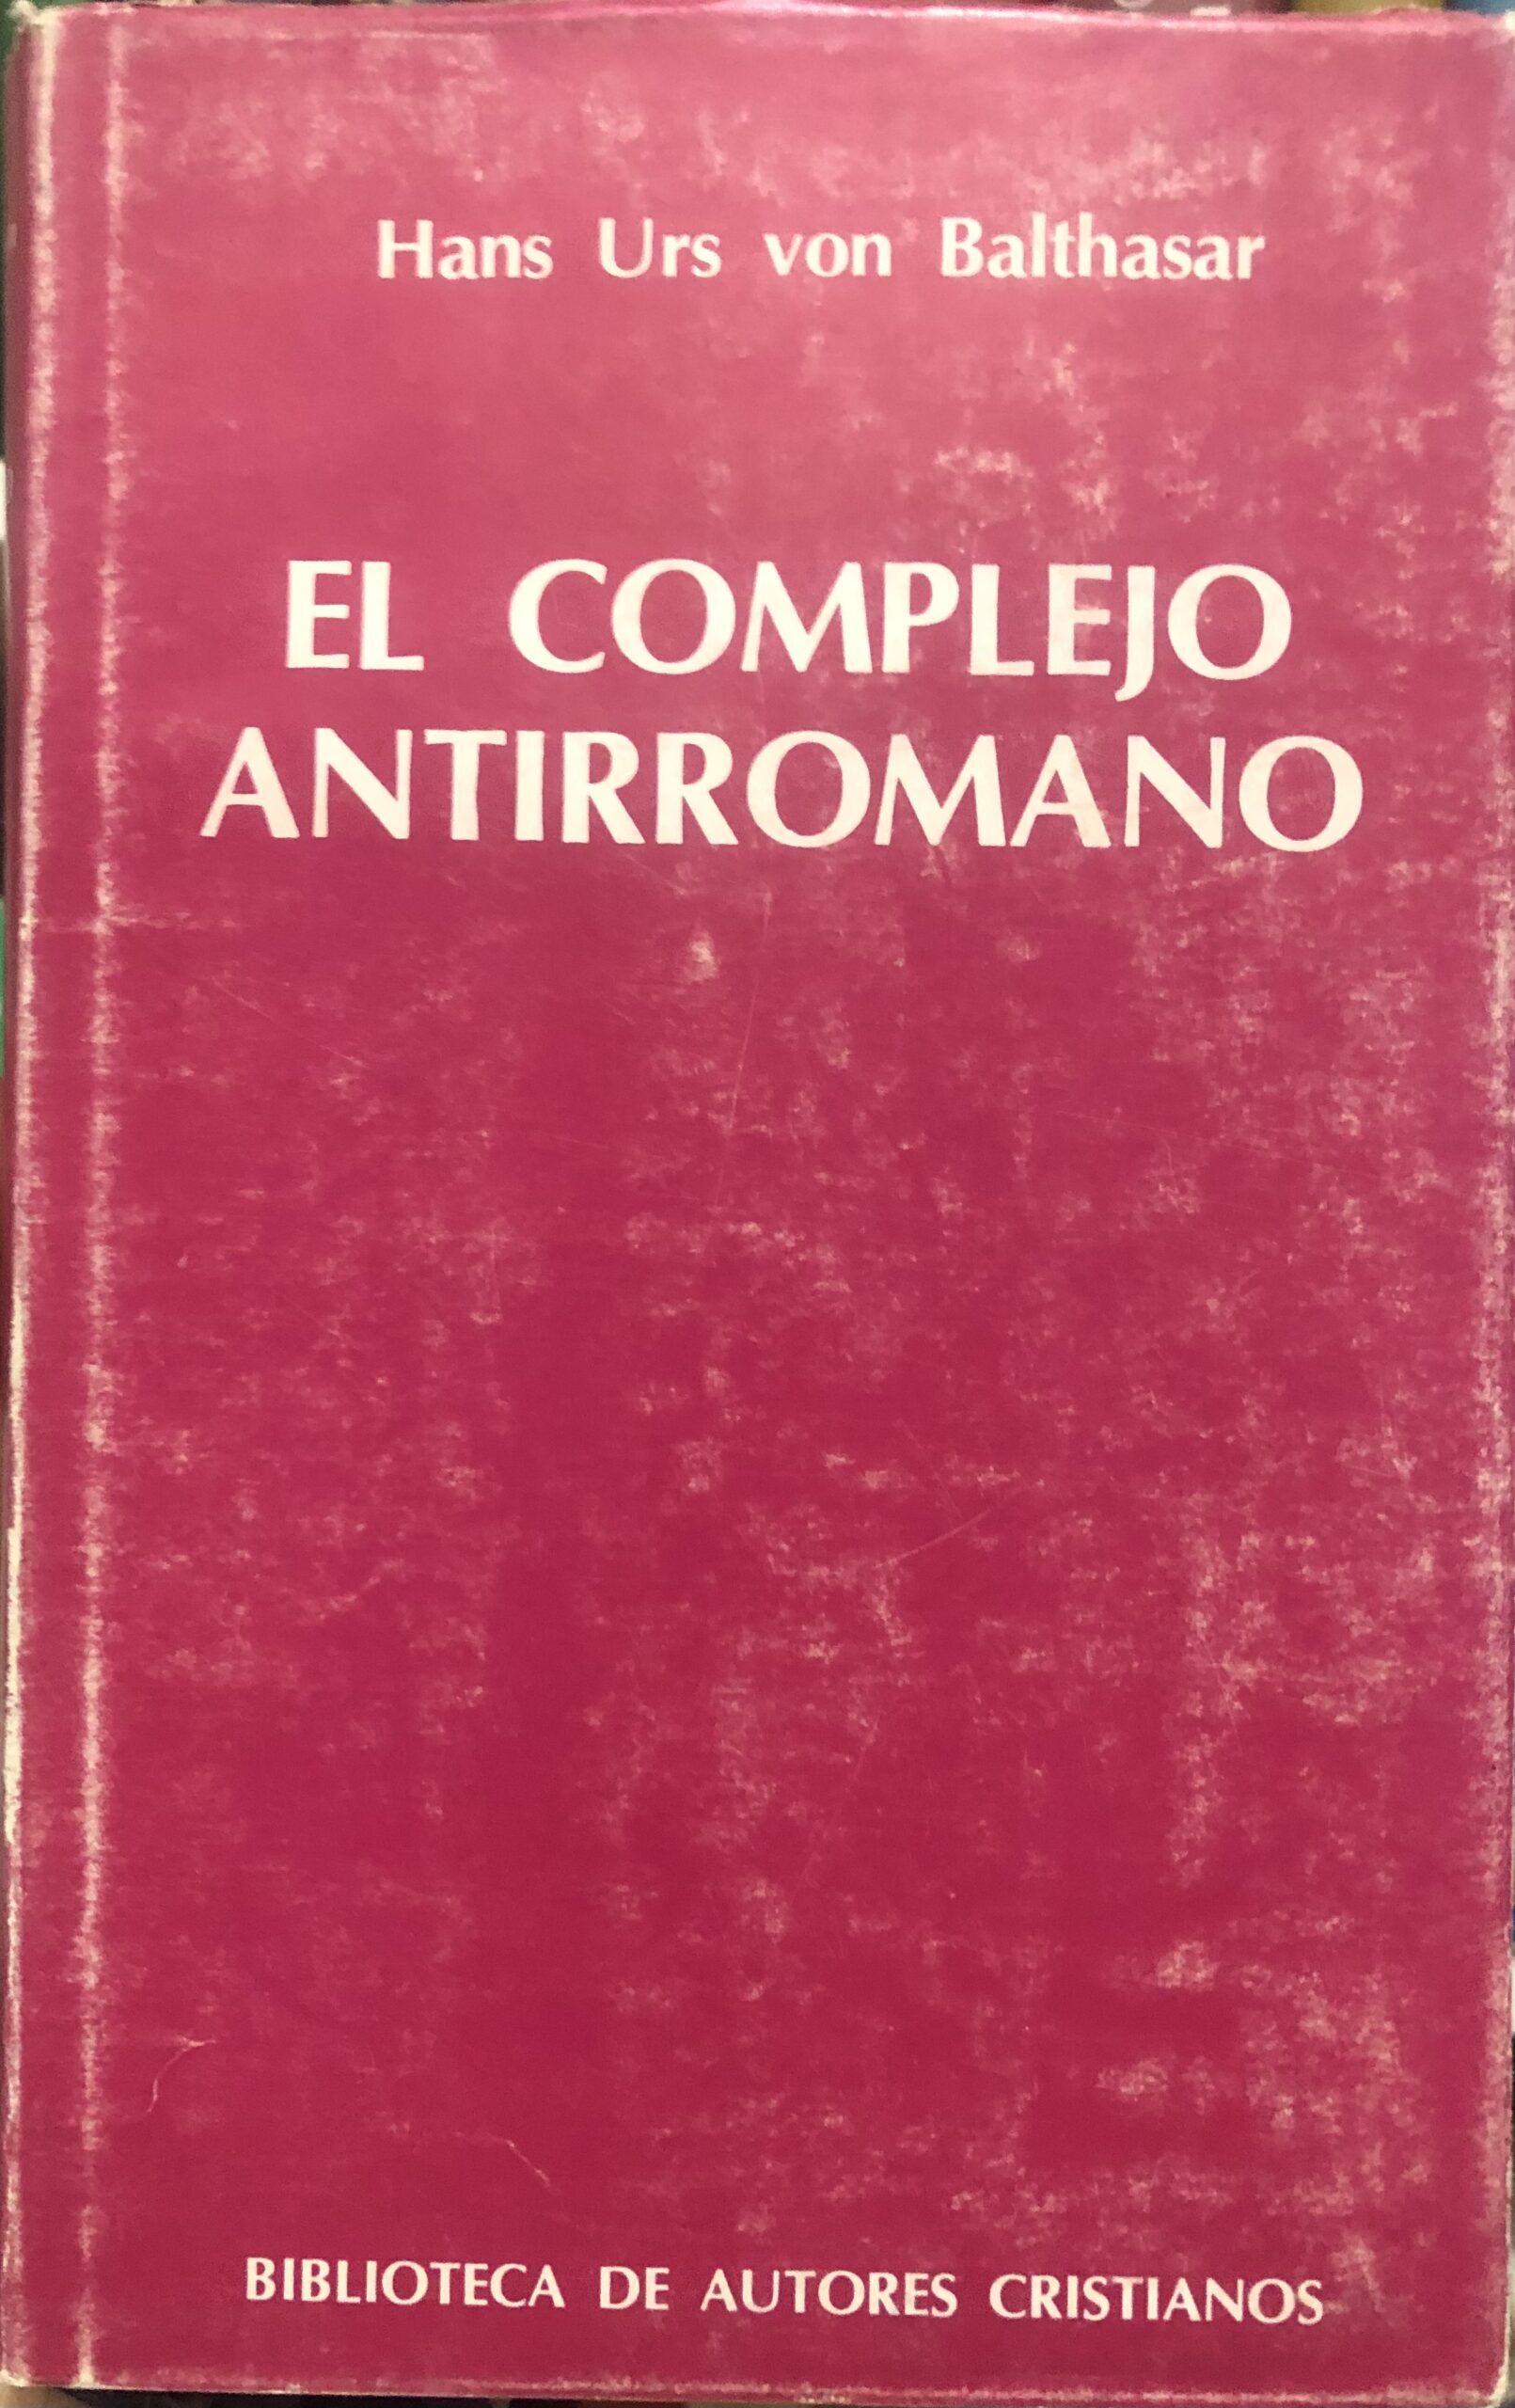 Hans Urs von Balthasar
EL COMPLEJO
ANTIRROMANO
BIBLIOTECA DE AUTORES CRISTIANOS